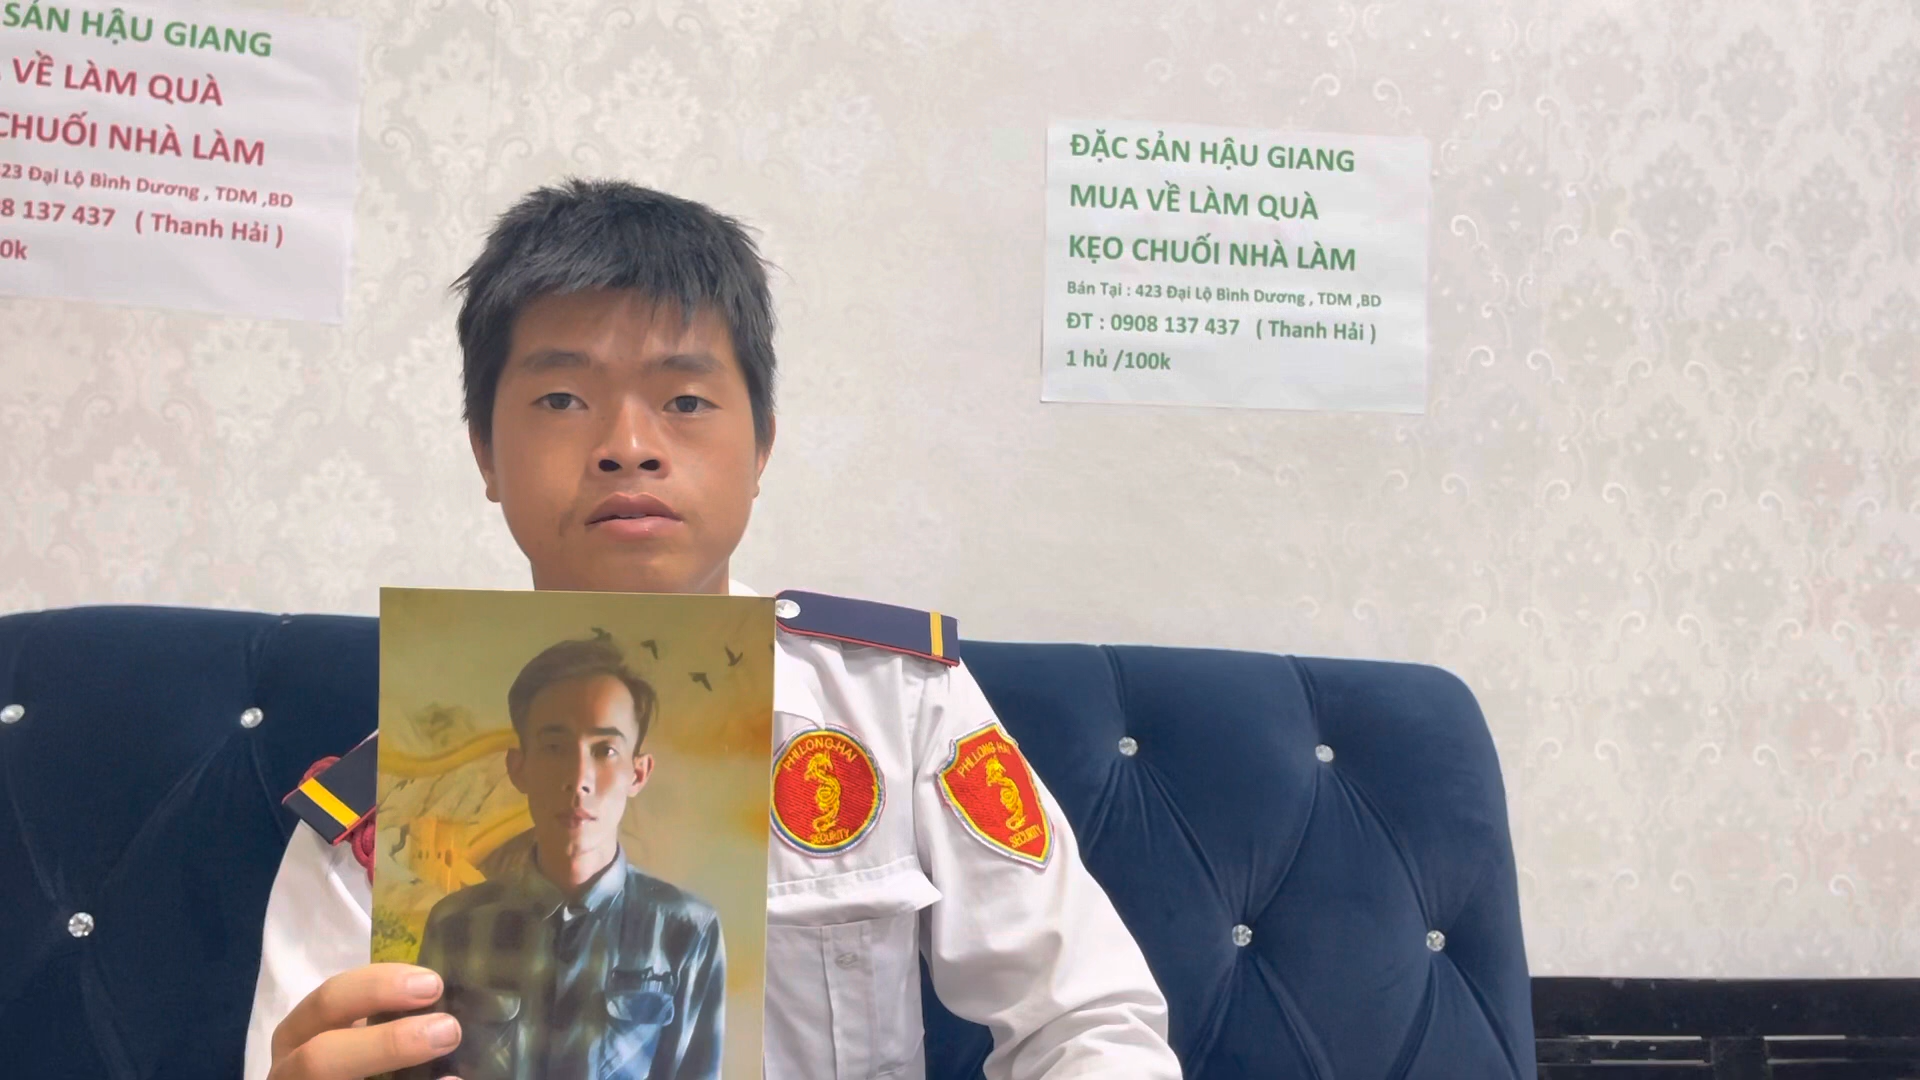 SẢN HẬU GIANG
VỀ LÀM QUÀ
CHUỐI NHÀ LÀM
23 Đại Lộ Bình Dương , TDM ,BD
8 137 437 ( Thanh Hải )
0k
ĐẶC SẢN HẬU GIANG
MUA VỀ LÀM QUÀ
KẸO CHUỐI NHÀ LÀM
Bán Tại : 423 Đại Lộ Bình Dương , TDM ,BD
ĐT : 0908 137 437 ( Thanh Hải )
1 hủ /100k
PHI LONG HẢI
SECURITY
PHI LONG HẢI
SECURITY